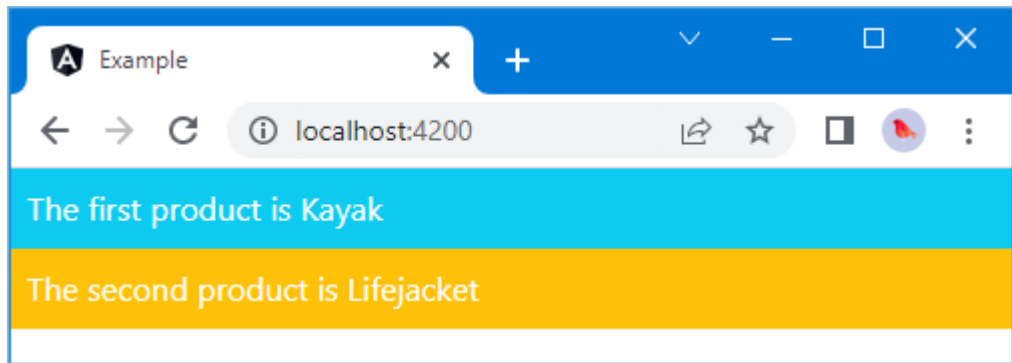 Example
localhost:4200
The first product is Kayak
The second product is Lifejacket